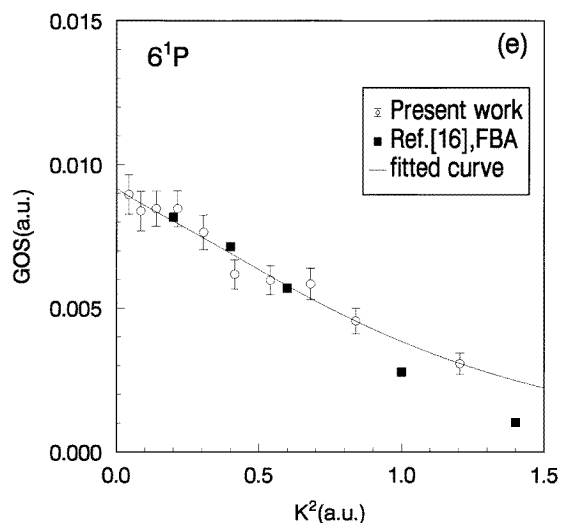 0.015
6¹P
(e)
Present work
Ref.[16],FBA
fitted curve
0.010
GOS(a.u.)
0.005
0.000
0.0 0.5 1.0 1.5
K²(a.u.)